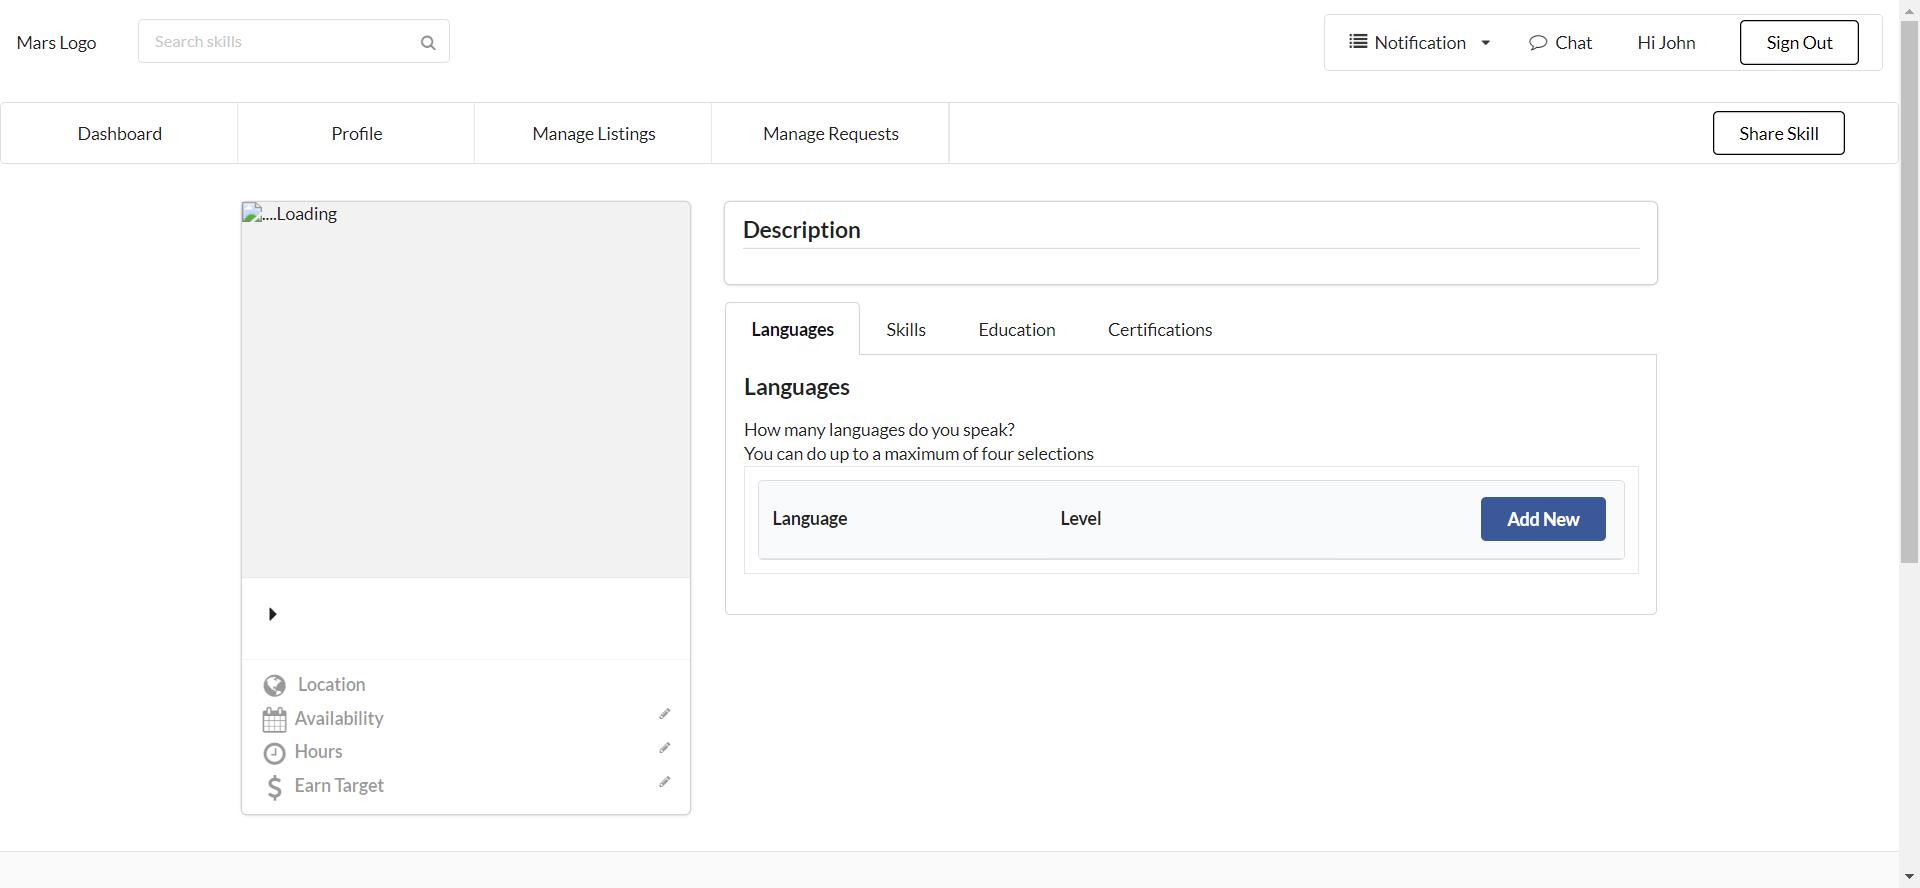 Mars Logo
Search skills
Notification
Chat
Hi John
Sign Out
Dashboard
Profile
Manage Listings
Manage Requests
Share Skill
....Loading
Description
Languages
Skills
Education
Certifications
Languages
How many languages do you speak?
You can do up to a maximum of four selections
Language
Level
Add New
Location
Availability
Hours
Earn Target